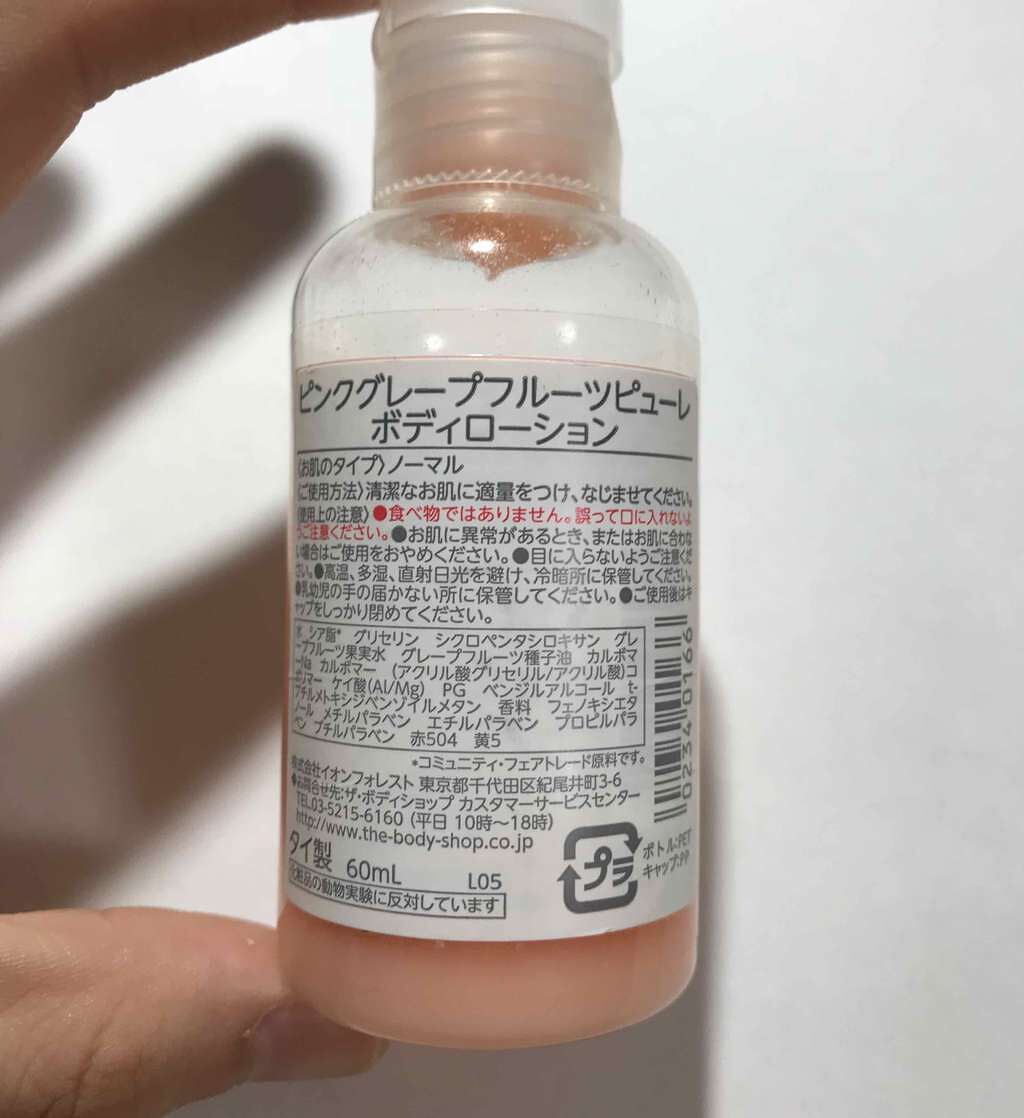 ピンクグレープフルーツピューレ
ボディローション
〈お肌のタイプ〉ノーマル
〈ご使用方法〉清潔なお肌に適量をつけ、なじませてください。
〈使用上の注意〉●食べ物ではありません。誤って口に入れないよ
うご注意ください。●お肌に異常があるとき、またはお肌に合わな
い場合はご使用をおやめください。●目に入らないようご注意くだ
さい。●高温、多湿、直射日光を避け、冷暗所に保管してください。
●乳幼児の手の届かない所に保管してください。●ご使用後はキ
ャップをしっかり閉めてください。
水 シア脂* グリセリン シクロペンタシロキサン グレ
ープフルーツ果実水 グレープフルーツ種子油 カルボマ
ーNa カルボマー (アクリル酸グリセリル/アクリル酸)コ
ポリマー ケイ酸(Al/Mg) PG ベンジルアルコール t-
ブチルメトキシジベンゾイルメタン 香料 フェノキシエタ
ノール メチルパラベン エチルパラベン プロピルパラ
ベン ブチルパラベン 赤504 黄5
*コミュニティ・フェアトレード原料です。
株式会社イオンフォレスト 東京都千代田区紀尾井町3-6
●お問合せ先:ザ・ボディショップ カスタマーサービスセンター
TEL.03-5215-6160 (平日 10時〜18時)
http://www.the-body-shop.co.jp
タイ製 60mL L05
化粧品の動物実験に反対しています
プラ
ボトル:PET
キャップ:PP
02340166